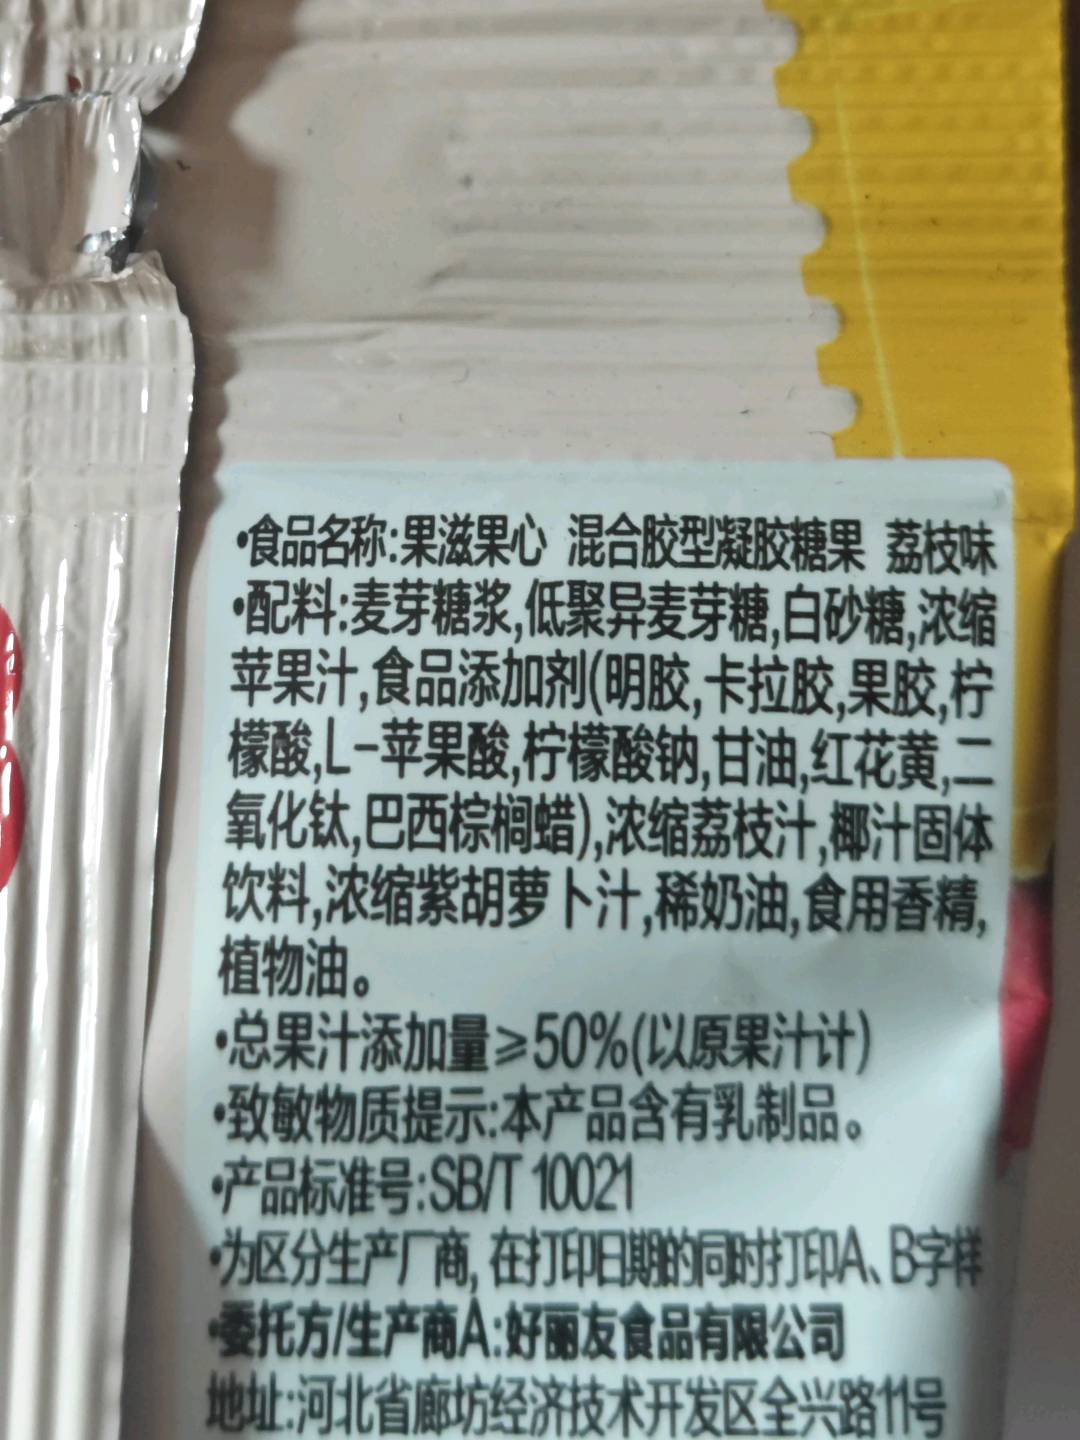 •食品名称:果滋果心 混合胶型凝胶糖果 荔枝味
•配料:麦芽糖浆,低聚异麦芽糖,白砂糖,浓缩
苹果汁,食品添加剂(明胶,卡拉胶,果胶,柠
檬酸,L-苹果酸,柠檬酸钠,甘油,红花黄,二
氧化钛,巴西棕榈蜡),浓缩荔枝汁,椰汁固体
饮料,浓缩紫胡萝卜汁,稀奶油,食用香精,
植物油。
•总果汁添加量≥50%(以原果汁计)
•致敏物质提示:本产品含有乳制品。
•产品标准号:SB/T 10021
•为区分生产厂商,在打印日期的同时打印A、B字样
•委托方/生产商A:好丽友食品有限公司
地址:河北省廊坊经济技术开发区全兴路11号